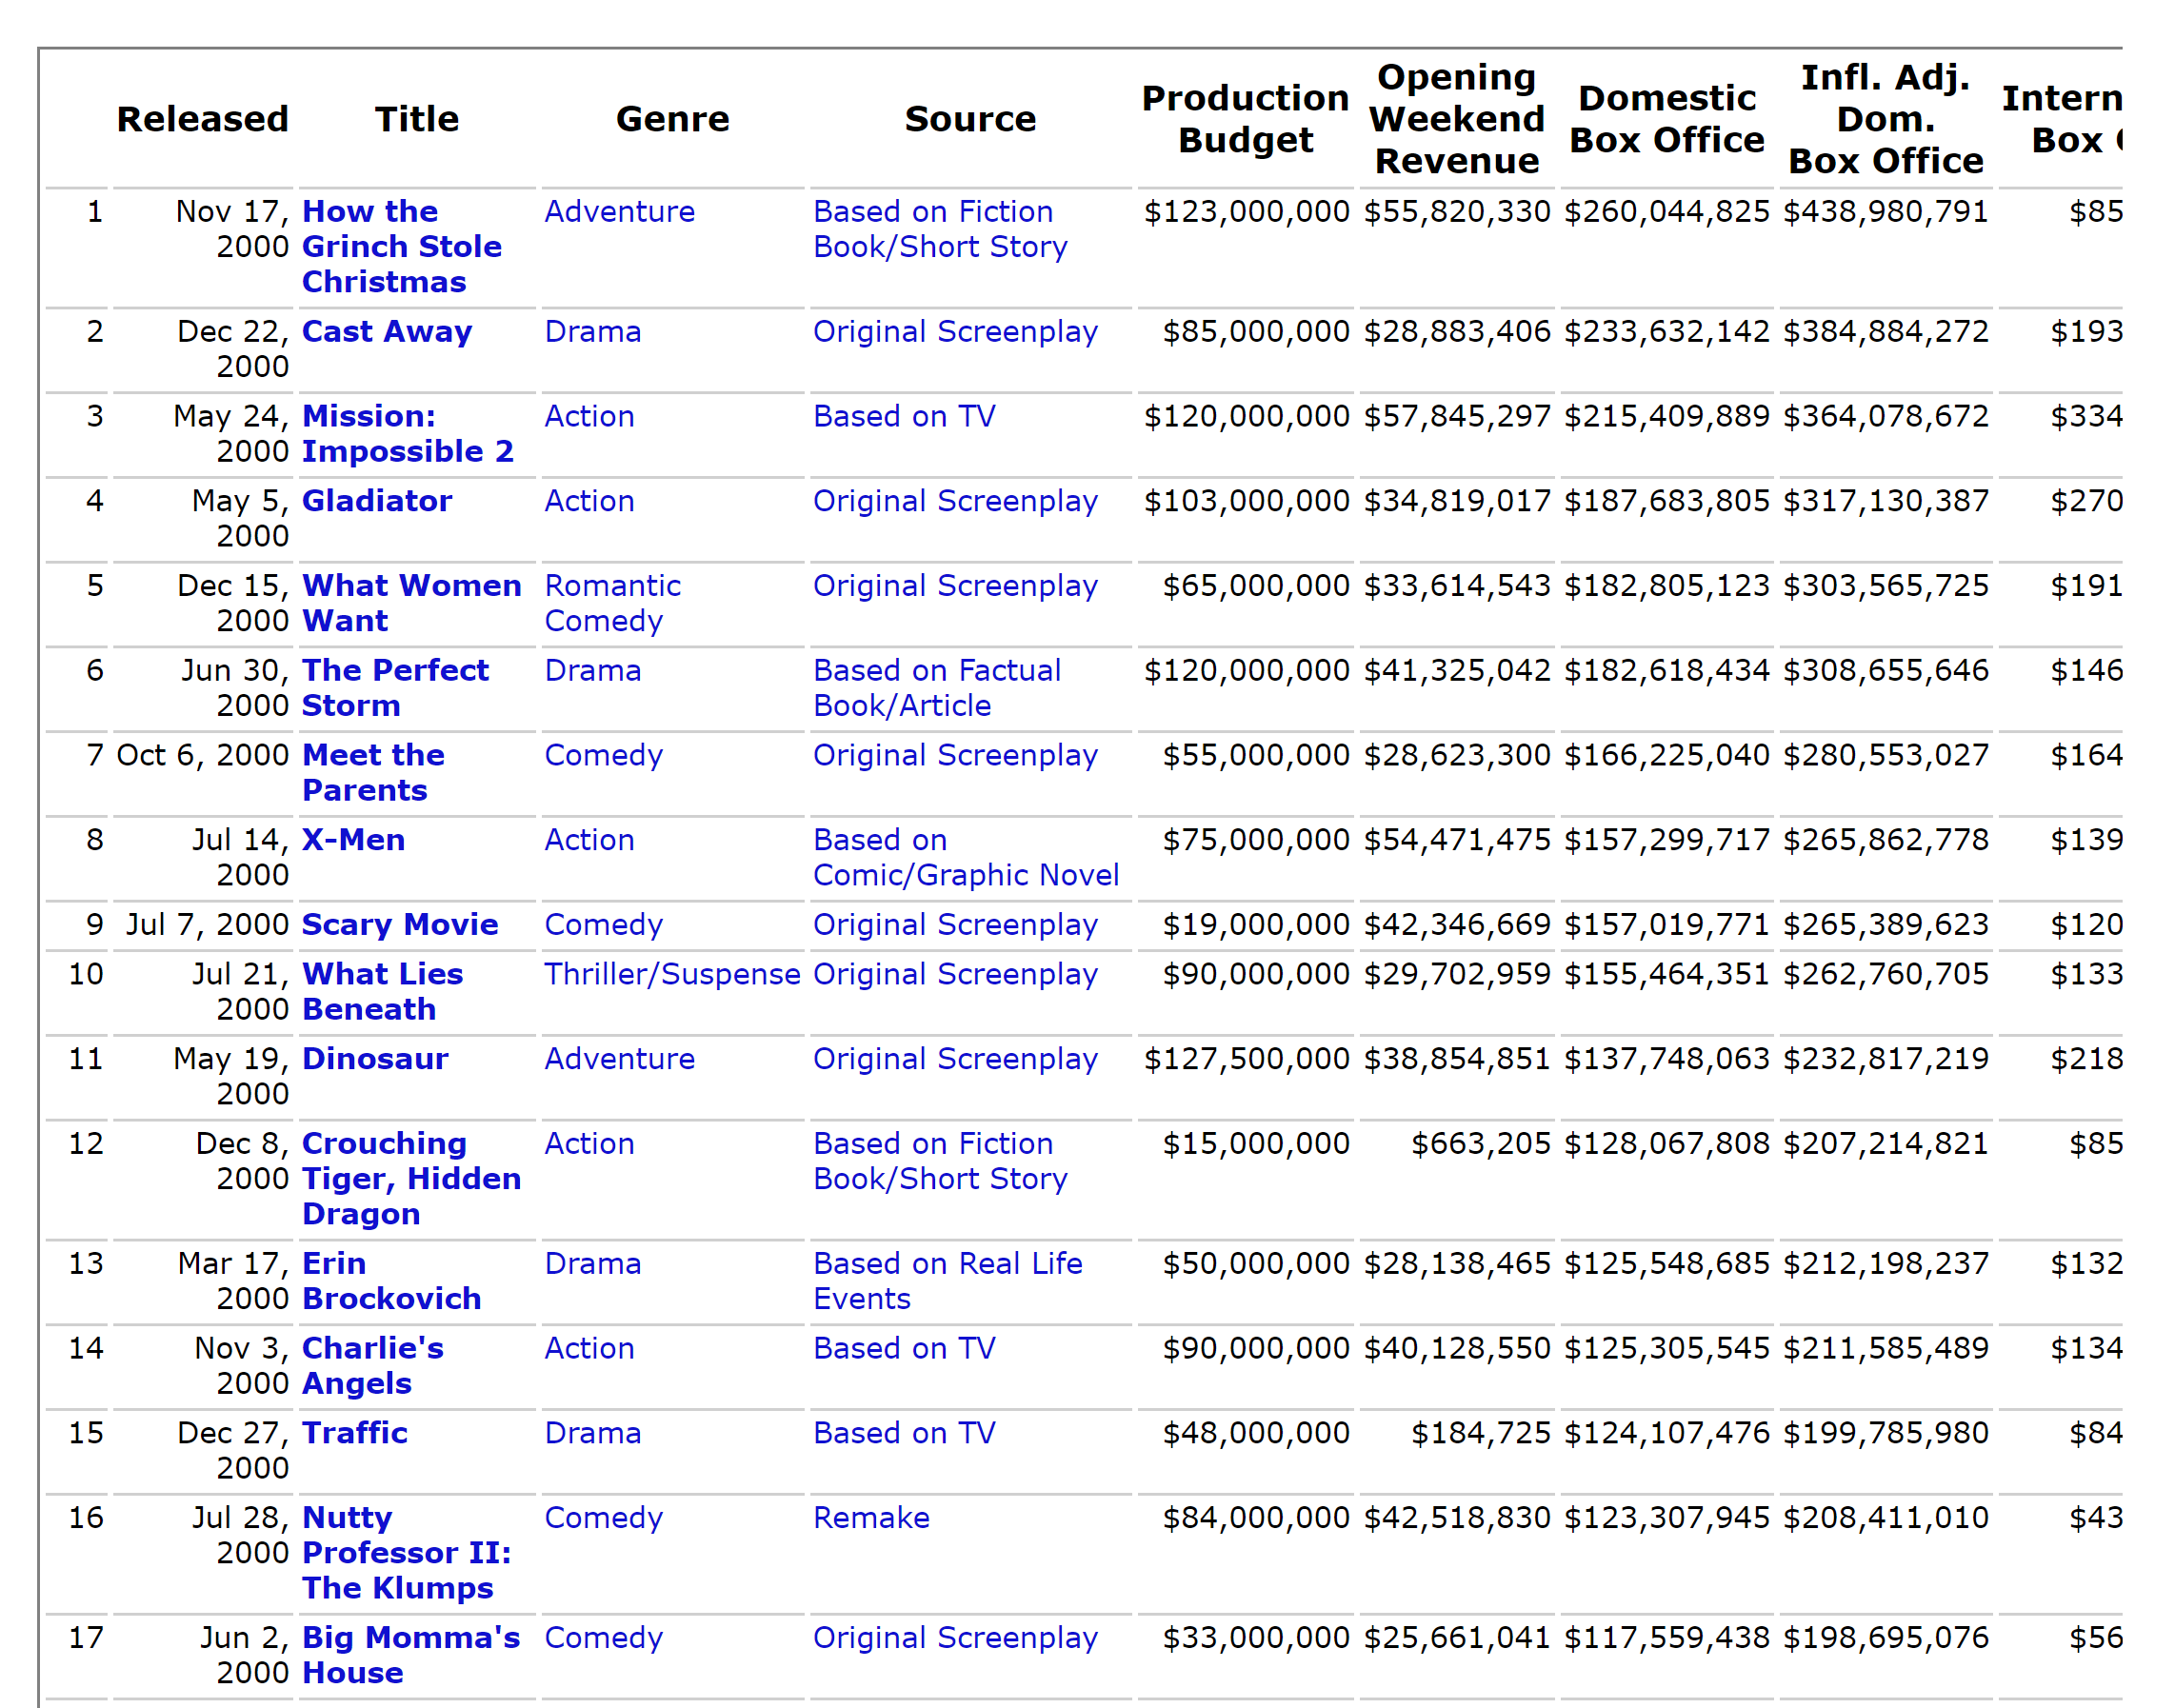 Released Title Genre Source Production Budget Opening Weekend Revenue Domestic Box Office Infl. Adj. Dom. Box Office Intern Box
1 Nov 17, 2000 How the Grinch Stole Christmas Adventure Based on Fiction Book/Short Story $123,000,000 $55,820,330 $260,044,825 $438,980,791 $85
2 Dec 22, 2000 Cast Away Drama Original Screenplay $85,000,000 $28,883,406 $233,632,142 $384,884,272 $193
3 May 24, 2000 Mission: Impossible 2 Action Based on TV $120,000,000 $57,845,297 $215,409,889 $364,078,672 $334
4 May 5, 2000 Gladiator Action Original Screenplay $103,000,000 $34,819,017 $187,683,805 $317,130,387 $270
5 Dec 15, 2000 What Women Want Romantic Comedy Original Screenplay $65,000,000 $33,614,543 $182,805,123 $303,565,725 $191
6 Jun 30, 2000 The Perfect Storm Drama Based on Factual Book/Article $120,000,000 $41,325,042 $182,618,434 $308,655,646 $146
7 Oct 6, 2000 Meet the Parents Comedy Original Screenplay $55,000,000 $28,623,300 $166,225,040 $280,553,027 $164
8 Jul 14, 2000 X-Men Action Based on Comic/Graphic Novel $75,000,000 $54,471,475 $157,299,717 $265,862,778 $139
9 Jul 7, 2000 Scary Movie Comedy Original Screenplay $19,000,000 $42,346,669 $157,019,771 $265,389,623 $120
10 Jul 21, 2000 What Lies Beneath Thriller/Suspense Original Screenplay $90,000,000 $29,702,959 $155,464,351 $262,760,705 $133
11 May 19, 2000 Dinosaur Adventure Original Screenplay $127,500,000 $38,854,851 $137,748,063 $232,817,219 $218
12 Dec 8, 2000 Crouching Tiger, Hidden Dragon Action Based on Fiction Book/Short Story $15,000,000 $663,205 $128,067,808 $207,214,821 $85
13 Mar 17, 2000 Erin Brockovich Drama Based on Real Life Events $50,000,000 $28,138,465 $125,548,685 $212,198,237 $132
14 Nov 3, 2000 Charlie's Angels Action Based on TV $90,000,000 $40,128,550 $125,305,545 $211,585,489 $134
15 Dec 27, 2000 Traffic Drama Based on TV $48,000,000 $184,725 $124,107,476 $199,785,980 $84
16 Jul 28, 2000 Nutty Professor II: The Klumps Comedy Remake $84,000,000 $42,518,830 $123,307,945 $208,411,010 $43
17 Jun 2, 2000 Big Momma's House Comedy Original Screenplay $33,000,000 $25,661,041 $117,559,438 $198,695,076 $56